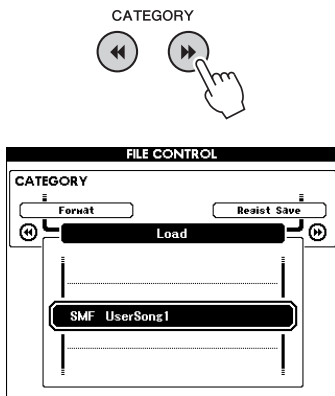 CATEGORY
FILE CONTROL
CATEGORY
Format
Regist Save
Load
SMF UserSong1